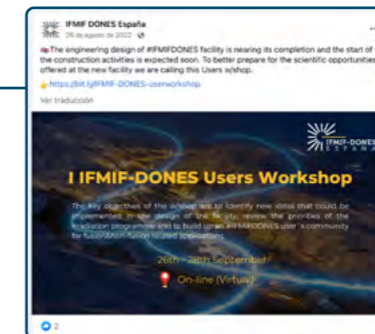 IFMIF DONES España
26 de agosto de 2022
The engineering design of #IFMIFDONES facility is nearing its completion and the start of
the construction activities is expected soon. To better prepare for the scientific opportunities
offered at the new facility we are calling this Users w/shop.
https://bit.ly/IFMIF-DONES-usersworkshop
Ver traducción
IFMIF-DONES
ESPAÑA
I IFMIF-DONES Users Workshop
The key objectives of the w/shop are to identify new ideas that could be
implemented in the design of the facility, review the priorities of the
irradiation programme and to build up an IFMIF-DONES user's community
for fusion&non-fusion related applications
26th - 28th September
On-line (Virtual)
2